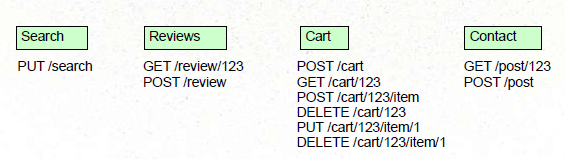 Search
PUT /search
Reviews
GET /review/123
POST /review
Cart
POST /cart
GET /cart/123
POST /cart/123/item
DELETE /cart/123
PUT /cart/123/item/1
DELETE /cart/123/item/1
Contact
GET /post/123
POST /post